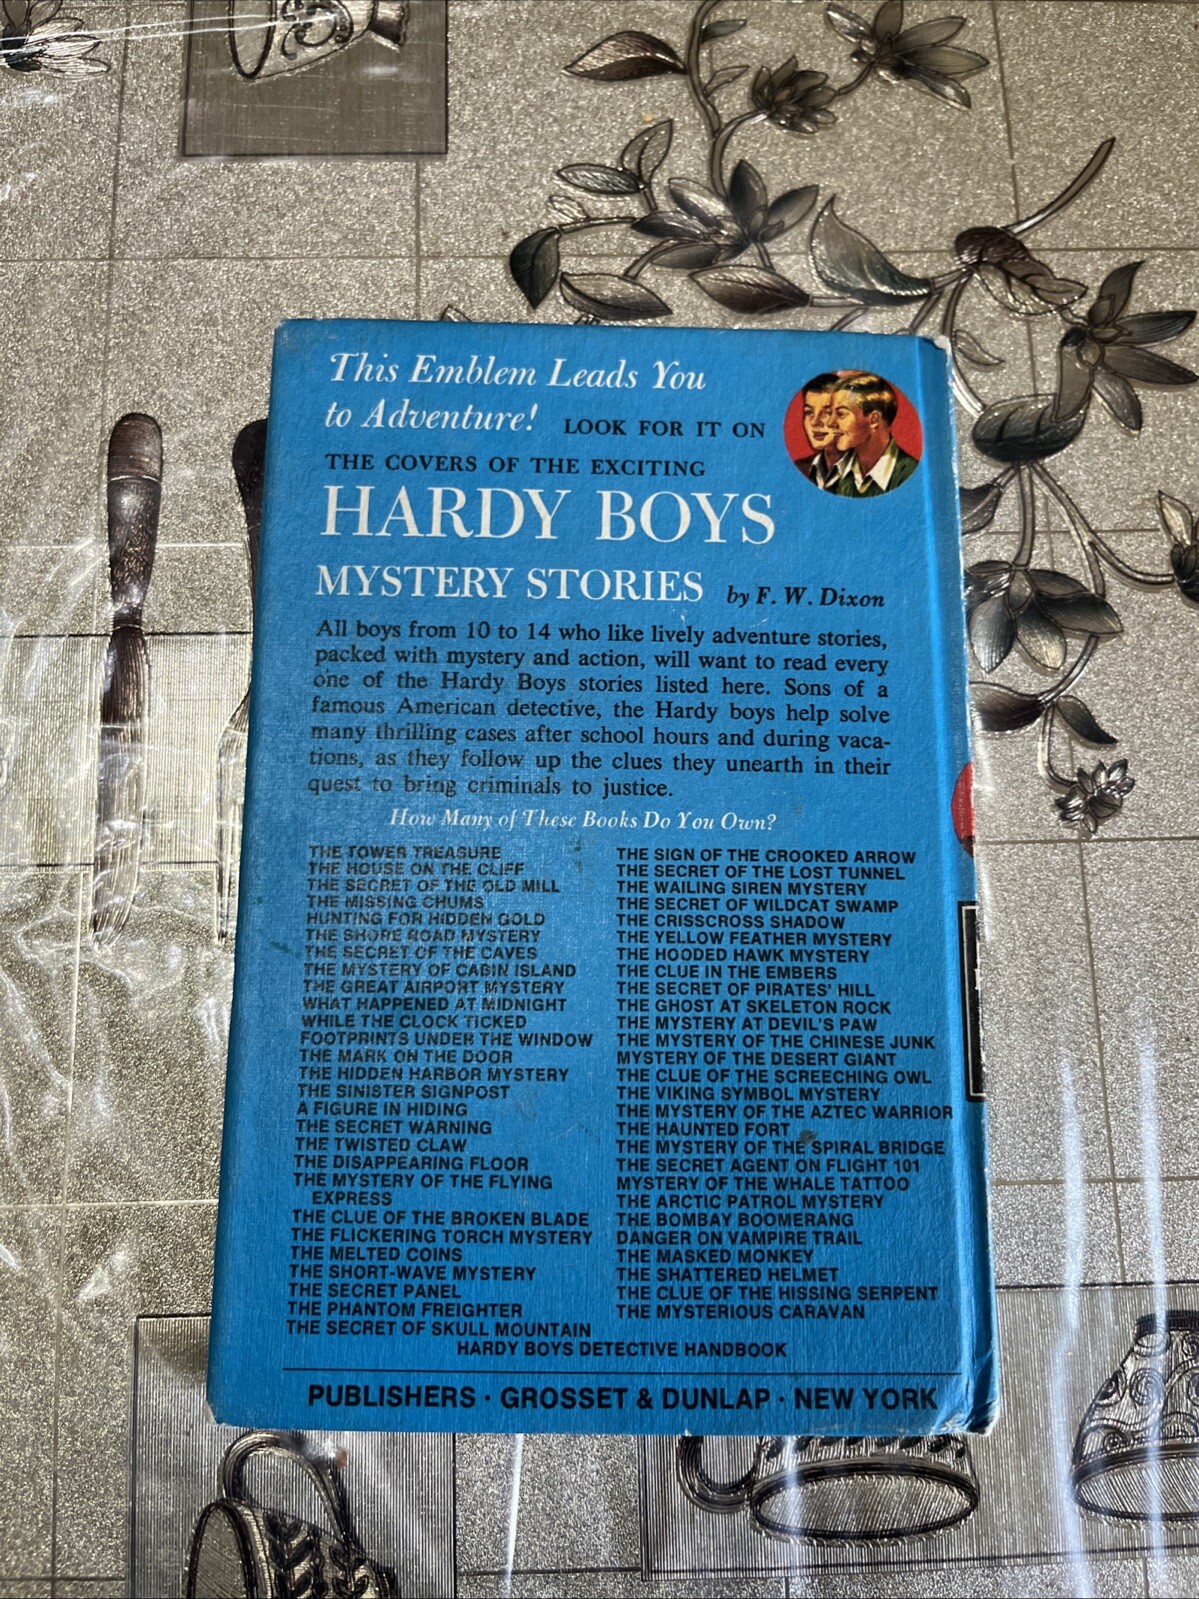 This Emblem Leads You
to Adventure! LOOK FOR IT ON
THE COVERS OF THE EXCITING
HARDY BOYS
MYSTERY STORIES by F. W. Dixon
All boys from 10 to 14 who like lively adventure stories,
packed with mystery and action, will want to read every
one of the Hardy Boys stories listed here. Sons of a
famous American detective, the Hardy boys help solve
many thrilling cases after school hours and during vaca-
tions, as they follow up the clues they unearth in their
quest to bring criminals to justice.
How Many of These Books Do You Own?
THE TOWER TREASURE
THE HOUSE ON THE CLIFF
THE SECRET OF THE OLD MILL
THE MISSING CHUMS
HUNTING FOR HIDDEN GOLD
THE SHORE ROAD MYSTERY
THE SECRET OF THE CAVES
THE MYSTERY OF CABIN ISLAND
THE GREAT AIRPORT MYSTERY
WHAT HAPPENED AT MIDNIGHT
WHILE THE CLOCK TICKED
FOOTPRINTS UNDER THE WINDOW
THE MARK ON THE DOOR
THE HIDDEN HARBOR MYSTERY
THE SINISTER SIGNPOST
A FIGURE IN HIDING
THE SECRET WARNING
THE TWISTED CLAW
THE DISAPPEARING FLOOR
THE MYSTERY OF THE FLYING
EXPRESS
THE CLUE OF THE BROKEN BLADE
THE FLICKERING TORCH MYSTERY
THE MELTED COINS
THE SHORT-WAVE MYSTERY
THE SECRET PANEL
THE PHANTOM FREIGHTER
THE SECRET OF SKULL MOUNTAIN
THE SIGN OF THE CROOKED ARROW
THE SECRET OF THE LOST TUNNEL
THE WAILING SIREN MYSTERY
THE SECRET OF WILDCAT SWAMP
THE CRISSCROSS SHADOW
THE YELLOW FEATHER MYSTERY
THE HOODED HAWK MYSTERY
THE CLUE IN THE EMBERS
THE SECRET OF PIRATES' HILL
THE GHOST AT SKELETON ROCK
THE MYSTERY AT DEVIL'S PAW
THE MYSTERY OF THE CHINESE JUNK
MYSTERY OF THE DESERT GIANT
THE CLUE OF THE SCREECHING OWL
THE VIKING SYMBOL MYSTERY
THE MYSTERY OF THE AZTEC WARRIOR
THE HAUNTED FORT
THE MYSTERY OF THE SPIRAL BRIDGE
THE SECRET AGENT ON FLIGHT 101
MYSTERY OF THE WHALE TATTOO
THE ARCTIC PATROL MYSTERY
THE BOMBAY BOOMERANG
DANGER ON VAMPIRE TRAIL
THE MASKED MONKEY
THE SHATTERED HELMET
THE CLUE OF THE HISSING SERPENT
THE MYSTERIOUS CARAVAN
HARDY BOYS DETECTIVE HANDBOOK
PUBLISHERS · GROSSET & DUNLAP · NEW YORK